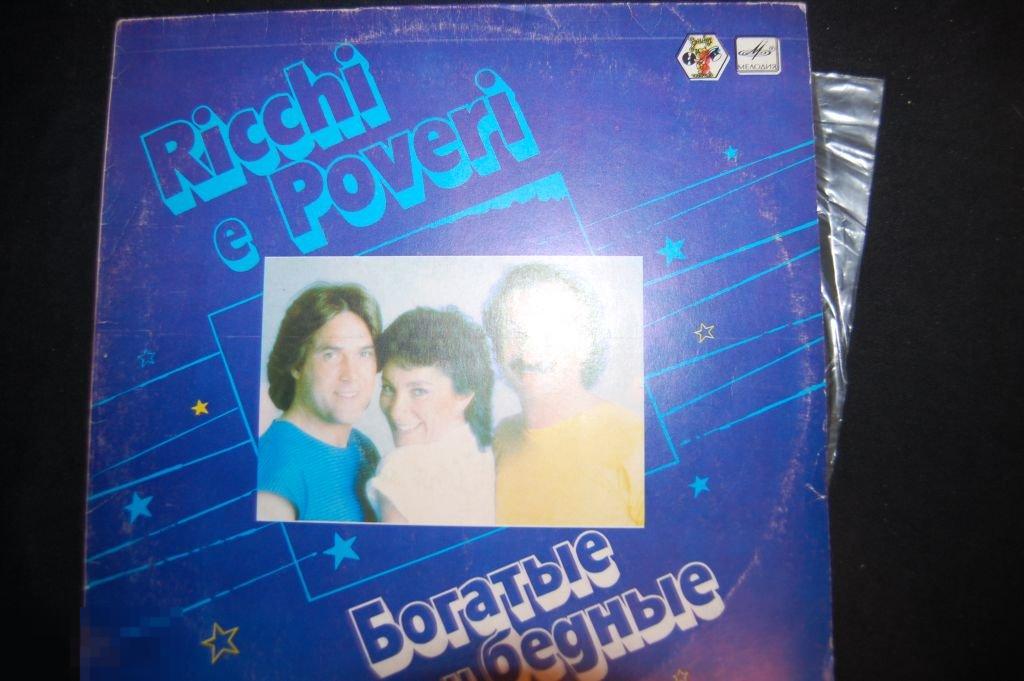 Ricchi
e Poveri
МЕЛОДИЯ
Богатые
и бедные